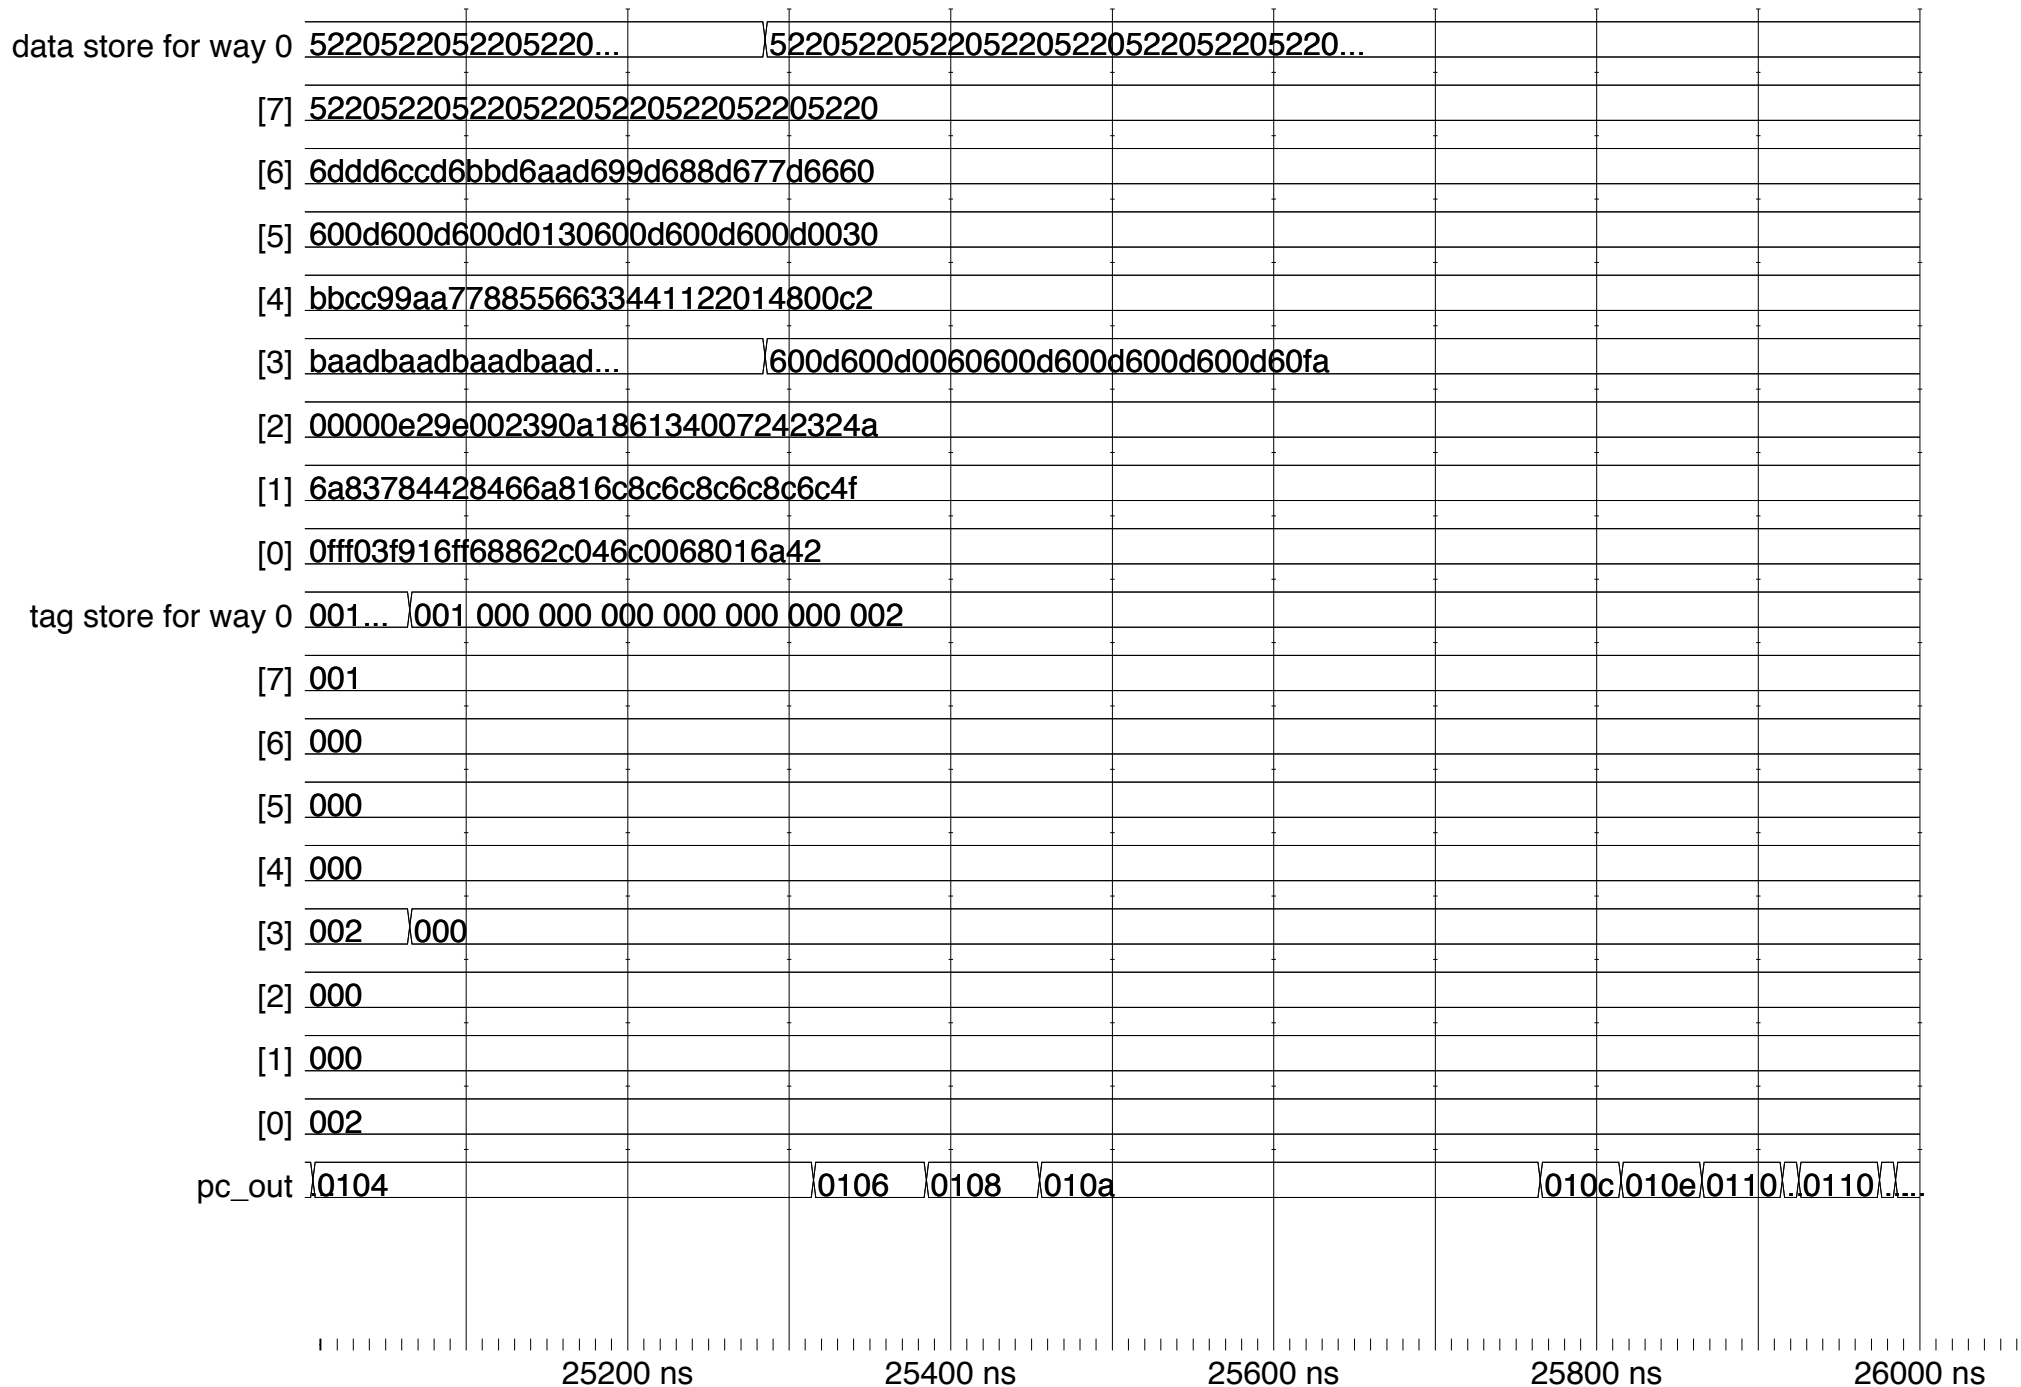 data store for way 0 5220522052205220... 52205220522052205220522052205220...
[7] 52205220522052205220522052205220
[6] 6ddd6ccd6bbd6aad699d688d677d6660
[5] 600d600d600d0130600d600d600d0030
[4] bbcc99aa7788556633441122014800c2
[3] baadbaadbaadbaad... 600d600d0060600d600d600d600d60fa
[2] 00000e29e002390a186134007242324a
[1] 6a83784428466a816c8c6c8c6c8c6c4f
[0] 0fff03f916ff68862c046c0068016a42
tag store for way 0 001... 001 000 000 000 000 000 000 002
[7] 001
[6] 000
[5] 000
[4] 000
[3] 002 000
[2] 000
[1] 000
[0] 002
pc_out ... 0104 0106 0108 010a 010c 010e 0110 ... 0110 ... ...
25200 ns 25400 ns 25600 ns 25800 ns 26000 ns